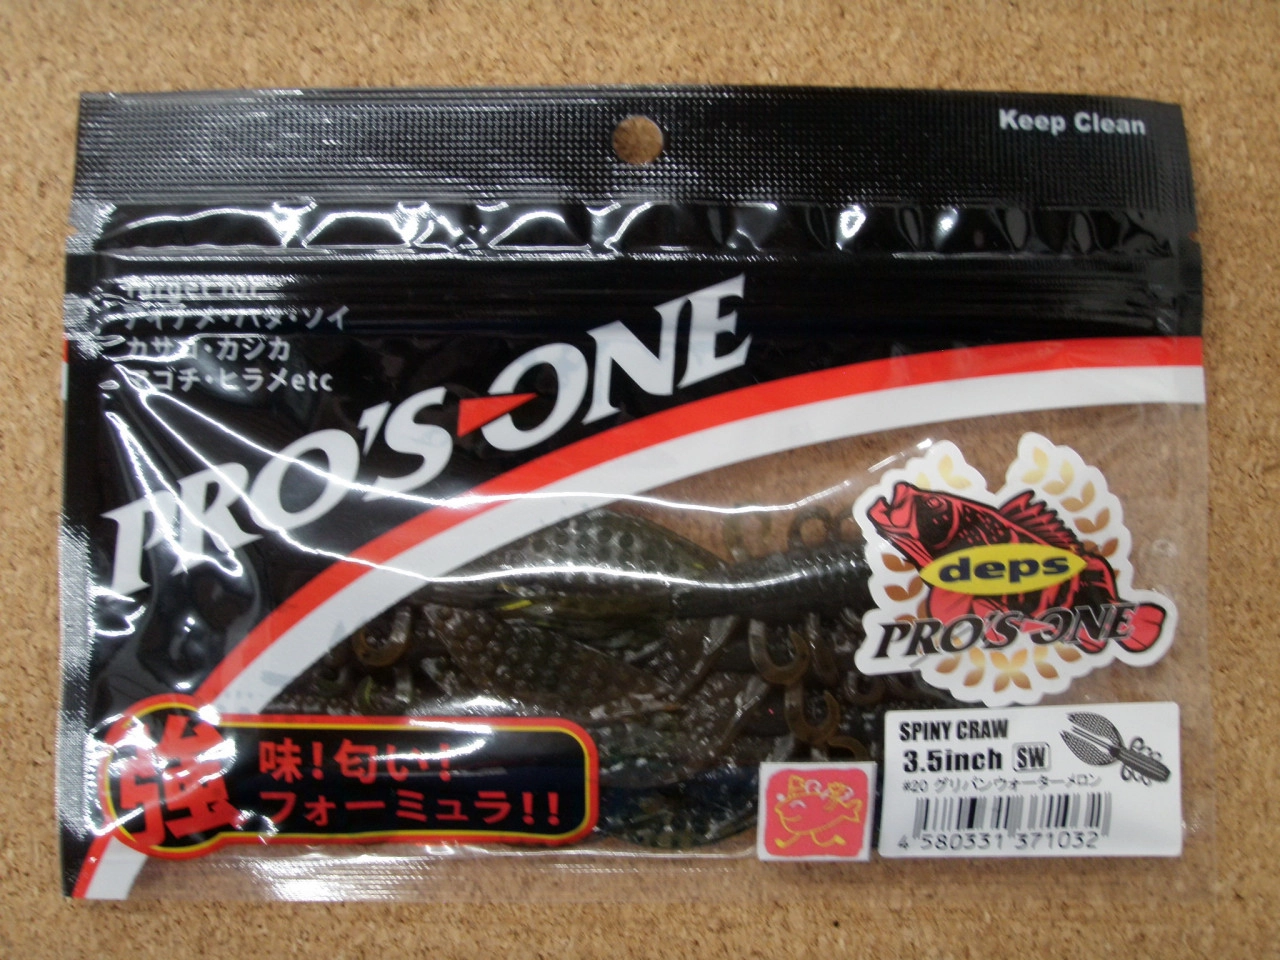 Keep Clean
Target for
アイナメ・ハタ・ソイ
カサゴ・カジカ
マゴチ・ヒラメetc
PRO'S ONE
deps
PRO'S ONE
強
味！匂い！
フォーミュラ！！
SPINY CRAW
3.5inch SW
#20 グリパンウォーターメロン
4 580331 371032